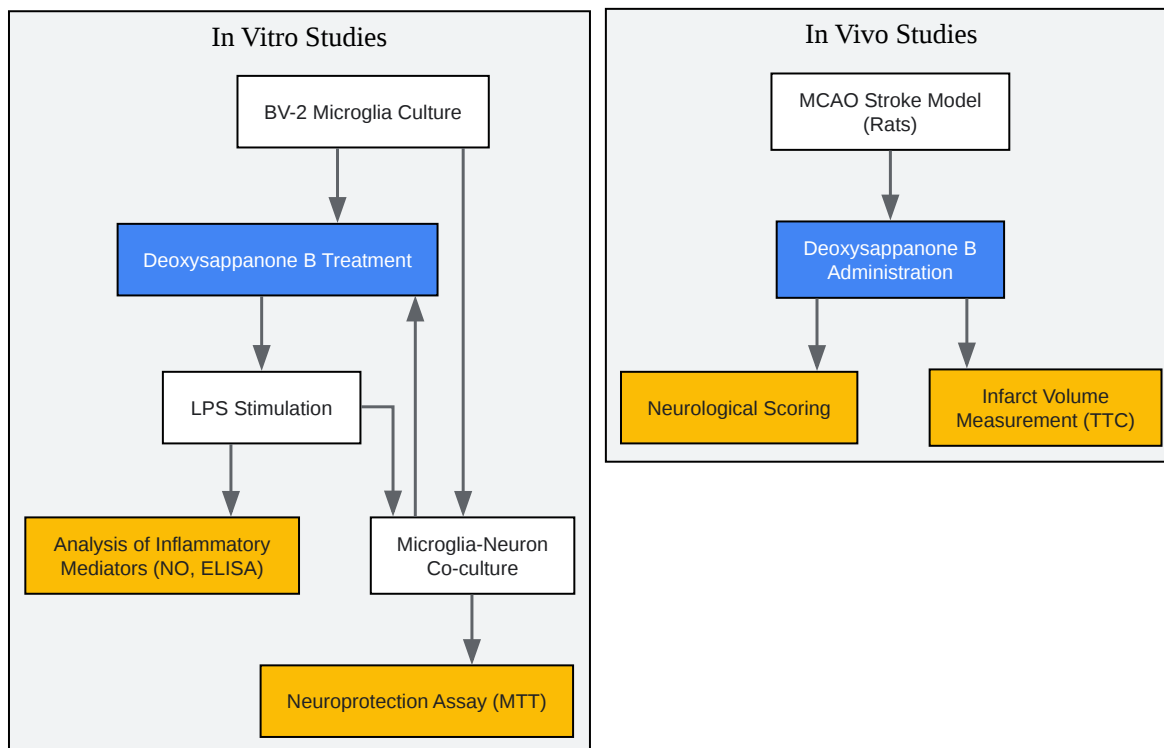 In Vitro Studies
BV-2 Microglia Culture
Deoxysappanone B Treatment
LPS Stimulation
Analysis of Inflammatory
Mediators (NO, ELISA)
Microglia-Neuron
Co-culture
Neuroprotection Assay (MTT)
In Vivo Studies
MCAO Stroke Model
(Rats)
Deoxysappanone B
Administration
Neurological Scoring
Infarct Volume
Measurement (TTC)